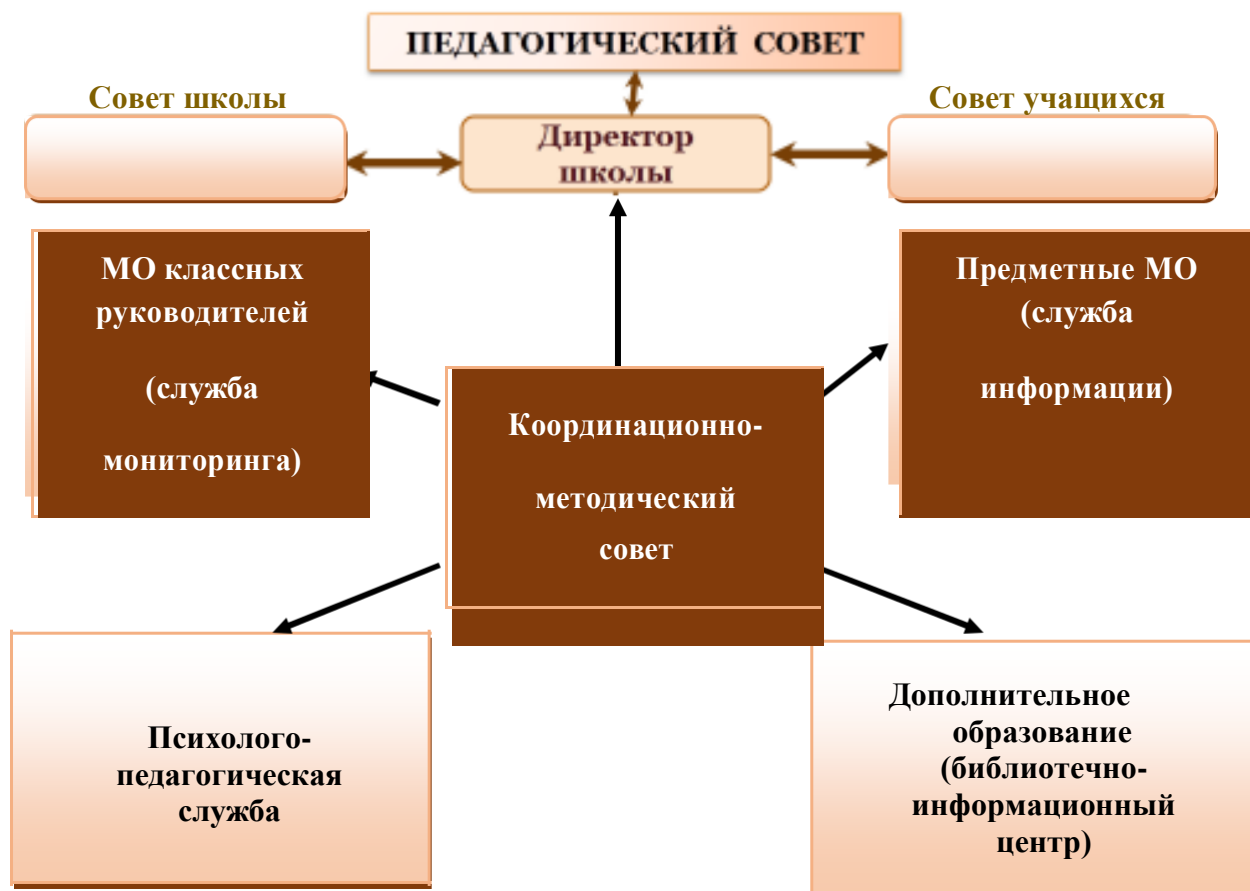 ПЕДАГОГИЧЕСКИЙ СОВЕТ
Совет школы
Совет учащихся
Директор
школы
МО классных
руководителей
(служба
мониторинга)
Предметные МО
(служба
информации)
Координационно-
методический
совет
Психолого-
педагогическая
служба
Дополнительное
образование
(библиотечно-
информационный
центр)